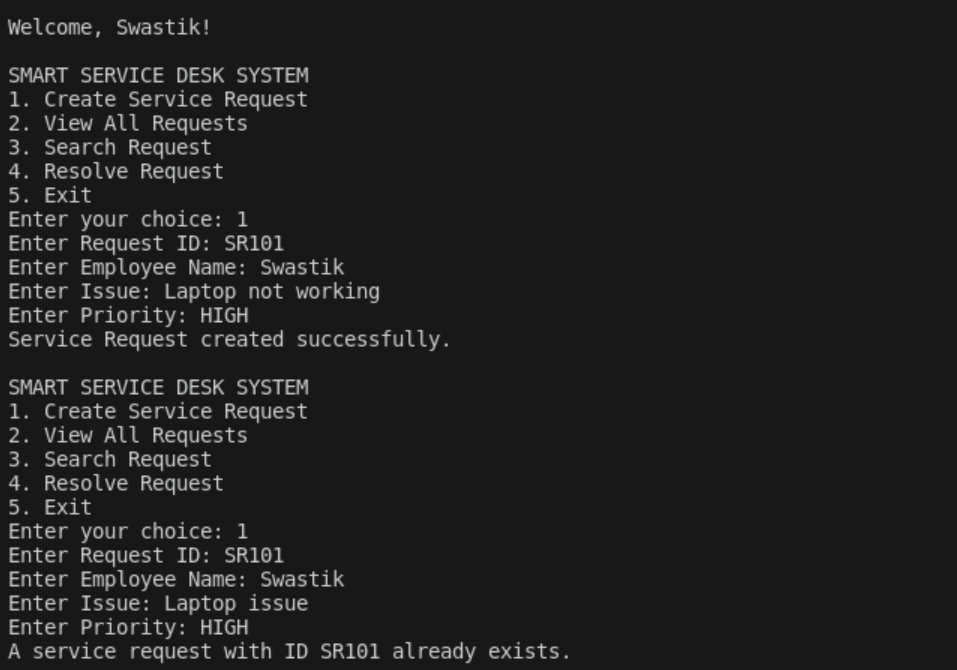 Welcome, Swastik!
SMART SERVICE DESK SYSTEM
1. Create Service Request
2. View All Requests
3. Search Request
4. Resolve Request
5. Exit
Enter your choice: 1
Enter Request ID: SR101
Enter Employee Name: Swastik
Enter Issue: Laptop not working
Enter Priority: HIGH
Service Request created successfully.
SMART SERVICE DESK SYSTEM
1. Create Service Request
2. View All Requests
3. Search Request
4. Resolve Request
5. Exit
Enter your choice: 1
Enter Request ID: SR101
Enter Employee Name: Swastik
Enter Issue: Laptop issue
Enter Priority: HIGH
A service request with ID SR101 already exists.